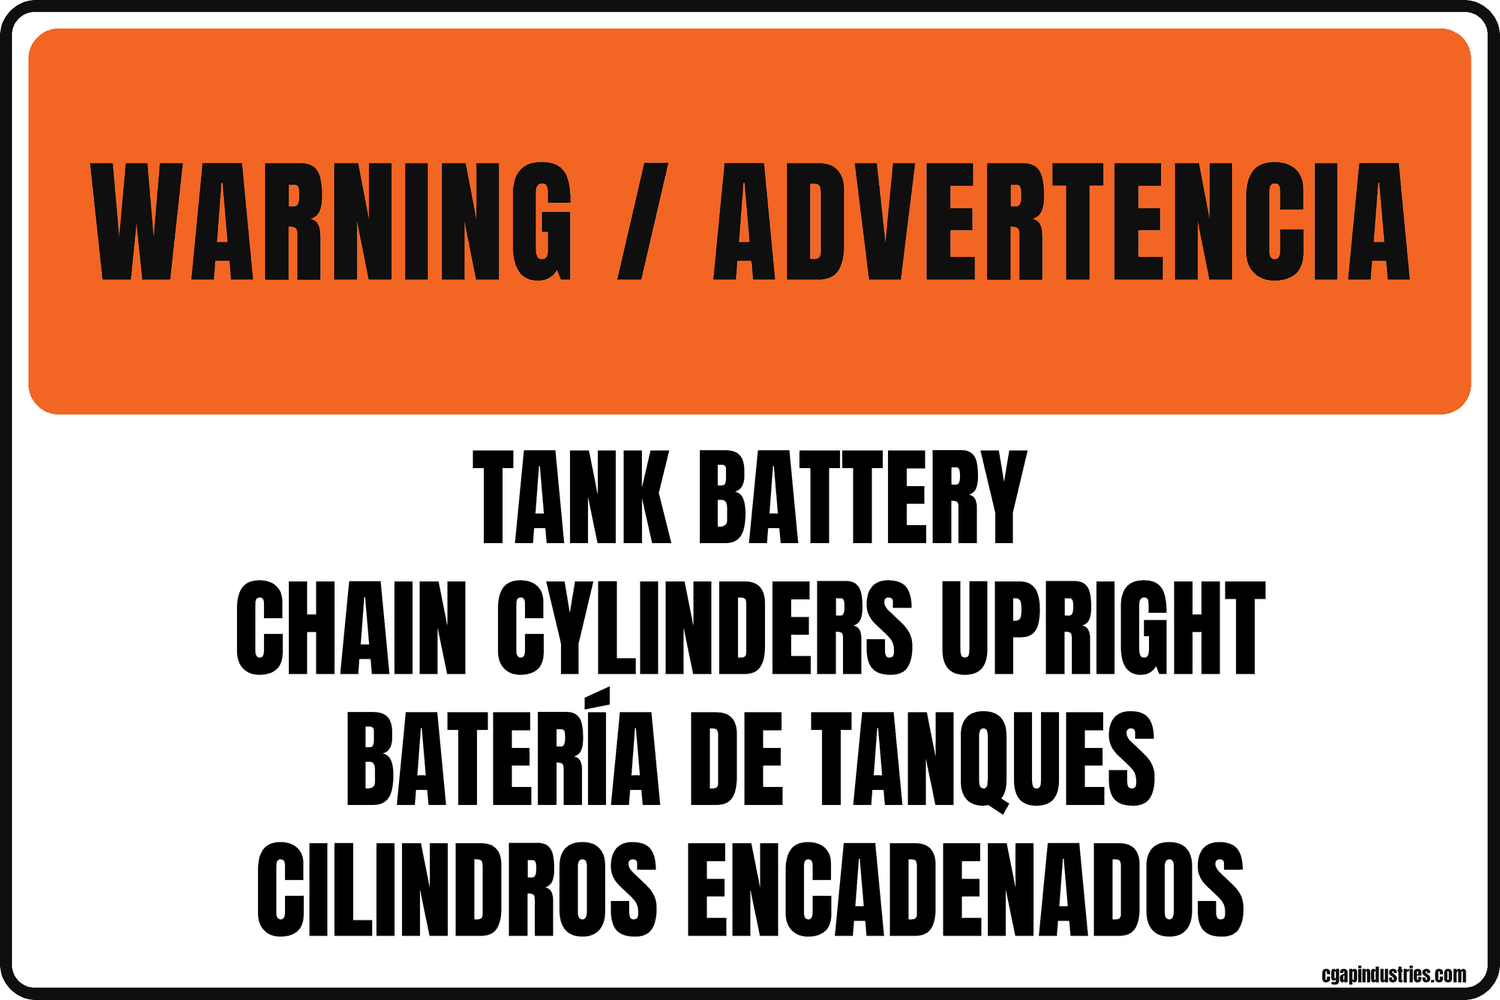 WARNING / ADVERTENCIA
TANK BATTERY
CHAIN CYLINDERS UPRIGHT
BATERÍA DE TANQUES
CILINDROS ENCADENADOS
cgapindustries.com